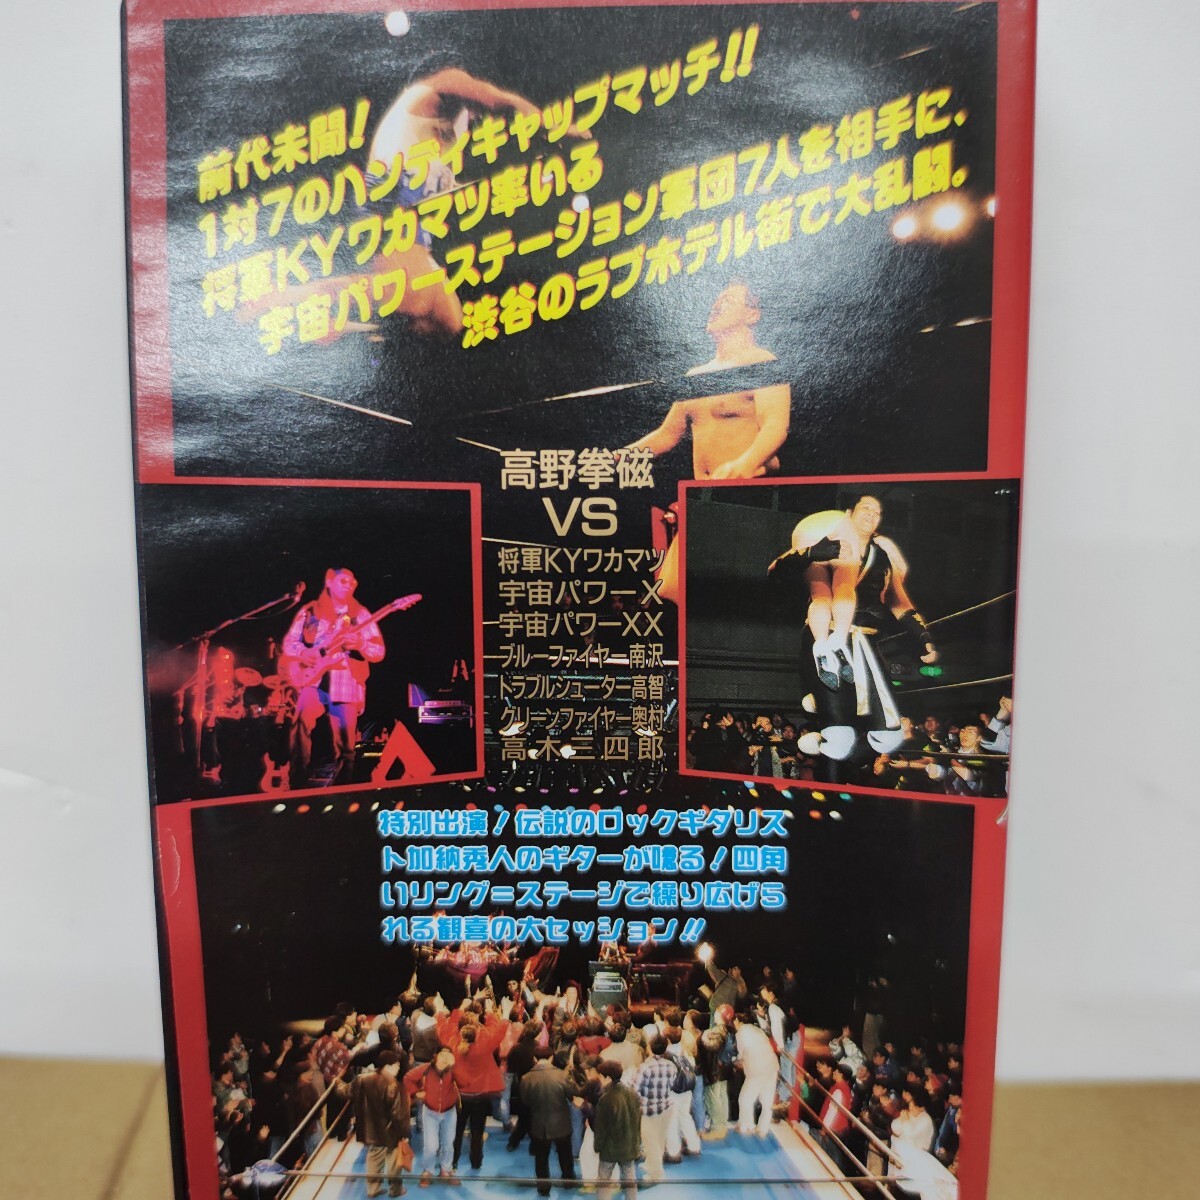 前代未聞!
1対7のハンディキャップマッチ!!
将軍KYワカマツ率いる
宇宙パワーステーション軍団7人を相手に、
渋谷のラブホテル街で大乱闘。
高野拳磁
VS
将軍KYワカマツ
宇宙パワーX
宇宙パワーXX
ブルーファイヤー南沢
トラブルシューター高智
グリーンファイヤー奥村
高木三四郎
特別出演!伝説のロックギタリス
ト加納秀人のギターが唸る!四角
いリング=ステージで繰り広げら
れる観喜の大セッション!!